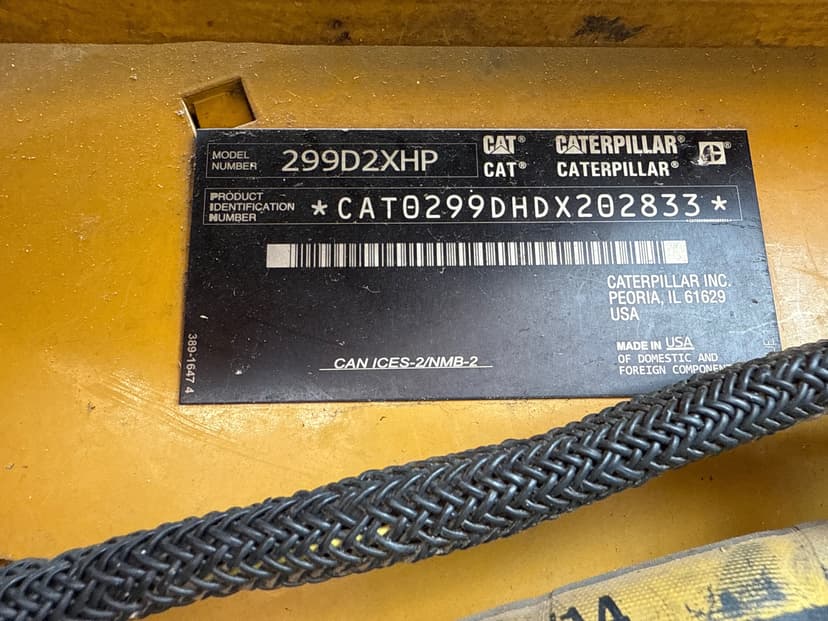 MODEL
NUMBER
299D2XHP
CAT® CATERPILLAR®
CAT® CATERPILLAR®
PRODUCT
IDENTIFICATION
NUMBER
*CAT0299DHDX202833*
CATERPILLAR INC.
PEORIA, IL 61629
USA
MADE IN USA
OF DOMESTIC AND
FOREIGN COMPONENT
CAN ICES-2/NMB-2
389-1647 4